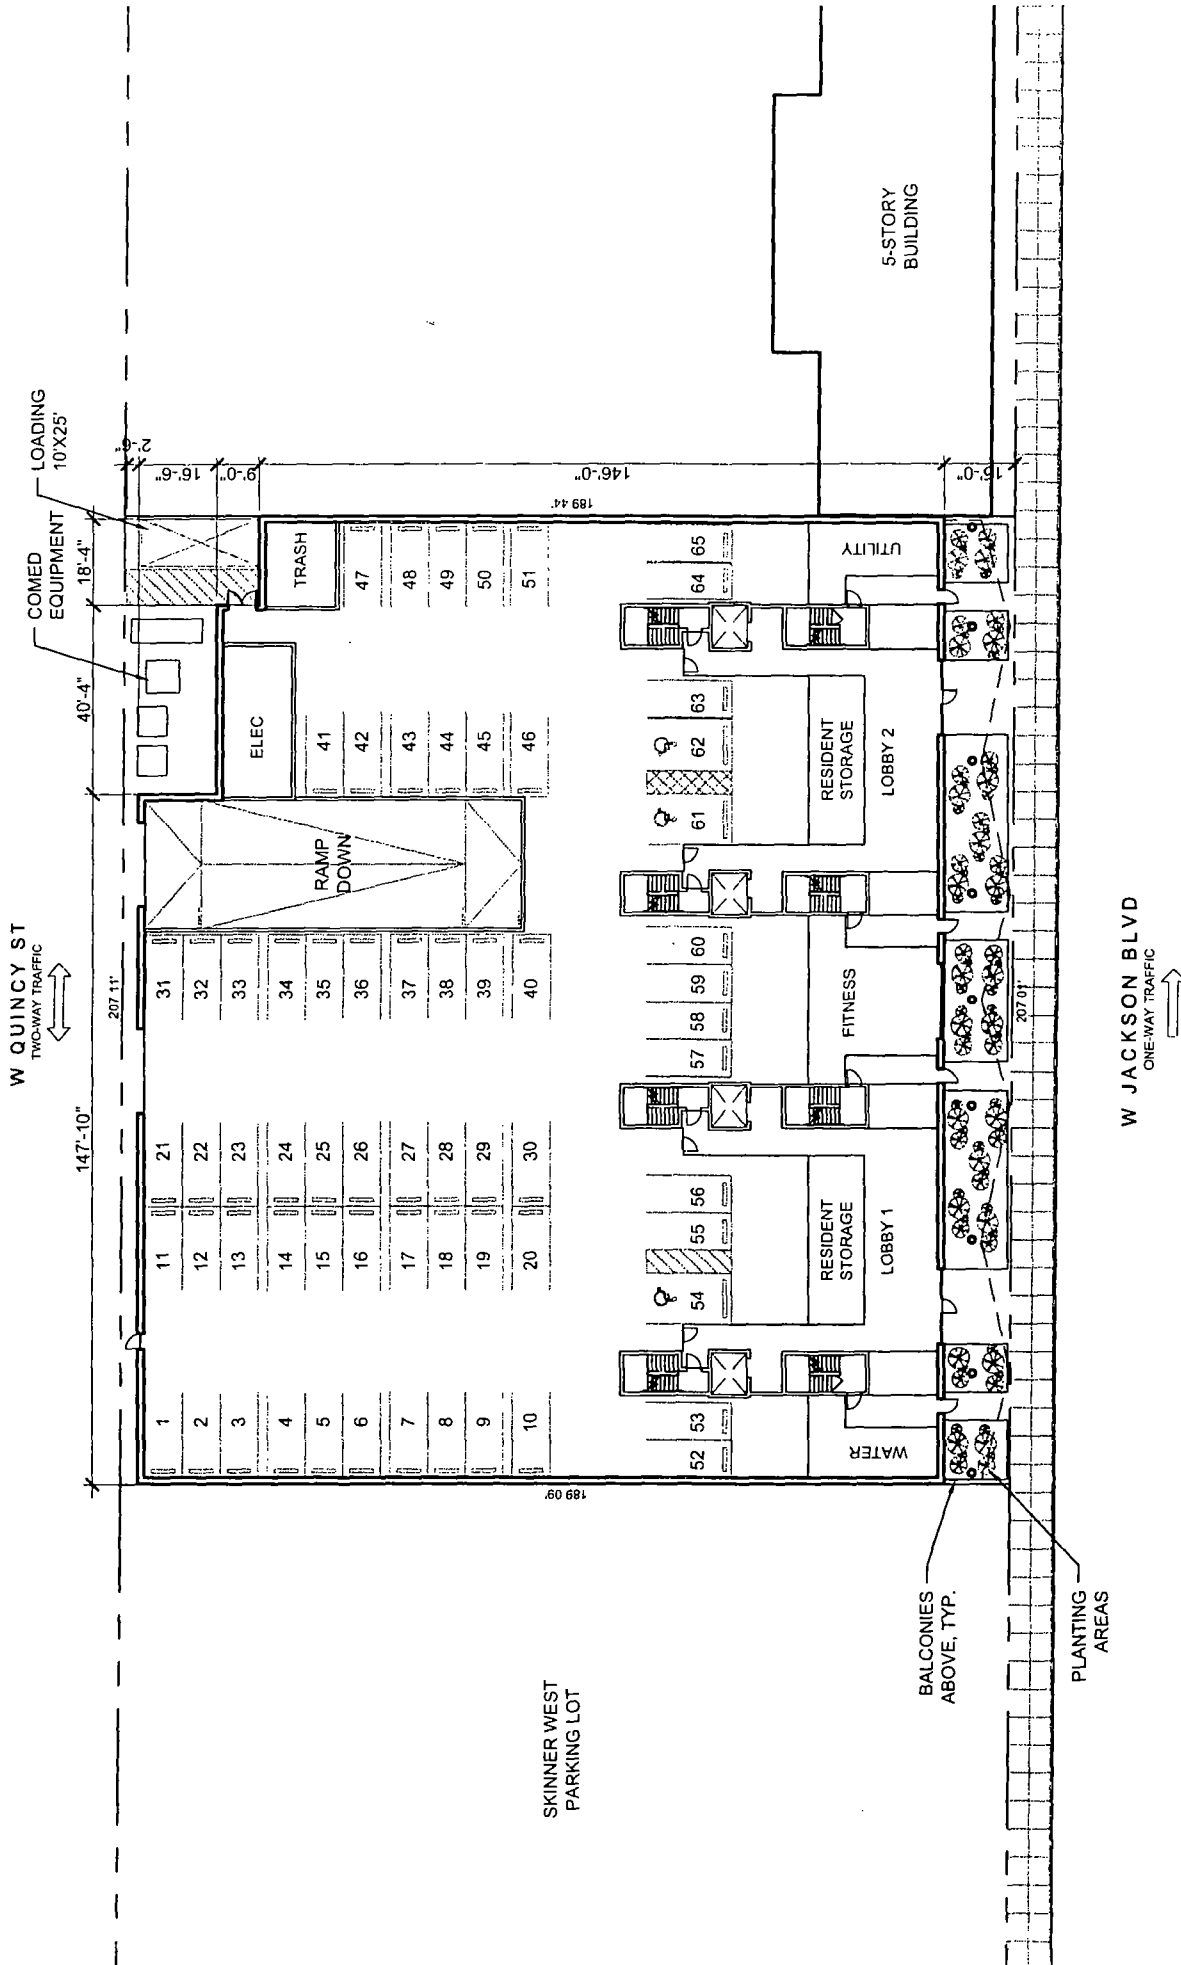 W QUINCY ST
TWO-WAY TRAFFIC
COMED
EQUIPMENT
LOADING
10'X25'
147'-10"
40'-4"
18'-4"
207 11'
2'-6"
16'-6"
9'-0"
146'-0"
16'-0"
189 44'
189 09'
207 01'
1
2
3
4
5
6
7
8
9
10
11
12
13
14
15
16
17
18
19
20
21
22
23
24
25
26
27
28
29
30
31
32
33
34
35
36
37
38
39
40
RAMP
DOWN
ELEC
41
42
43
44
45
46
TRASH
47
48
49
50
51
52
53
54
55
56
57
58
59
60
61
62
63
64
65
WATER
RESIDENT
STORAGE
LOBBY 1
FITNESS
RESIDENT
STORAGE
LOBBY 2
UTILITY
SKINNER WEST
PARKING LOT
5-STORY
BUILDING
BALCONIES
ABOVE, TYP.
PLANTING
AREAS
W JACKSON BLVD
ONE-WAY TRAFFIC